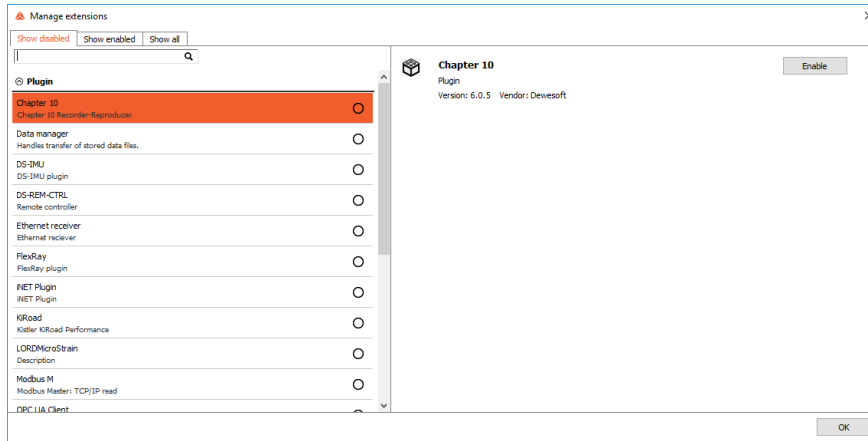 Manage extensions
Show disabled
Show enabled
Show all
Plugin
Chapter 10
Chapter 10 Recorder-Reproducer
Data manager
Handles transfer of stored data files.
DS-IMU
DS-IMU plugin
DS-REM-CTRL
Remote controller
Ethernet receiver
Ethernet reciever
FlexRay
FlexRay plugin
iNET Plugin
iNET Plugin
KiRoad
Kistler KiRoad Performance
LORDMicroStrain
Description
Modbus M
Modbus Master: TCP/IP read
OPC UA Client
Chapter 10
Plugin
Version: 6.0.5 Vendor: Dewesoft
Enable
OK